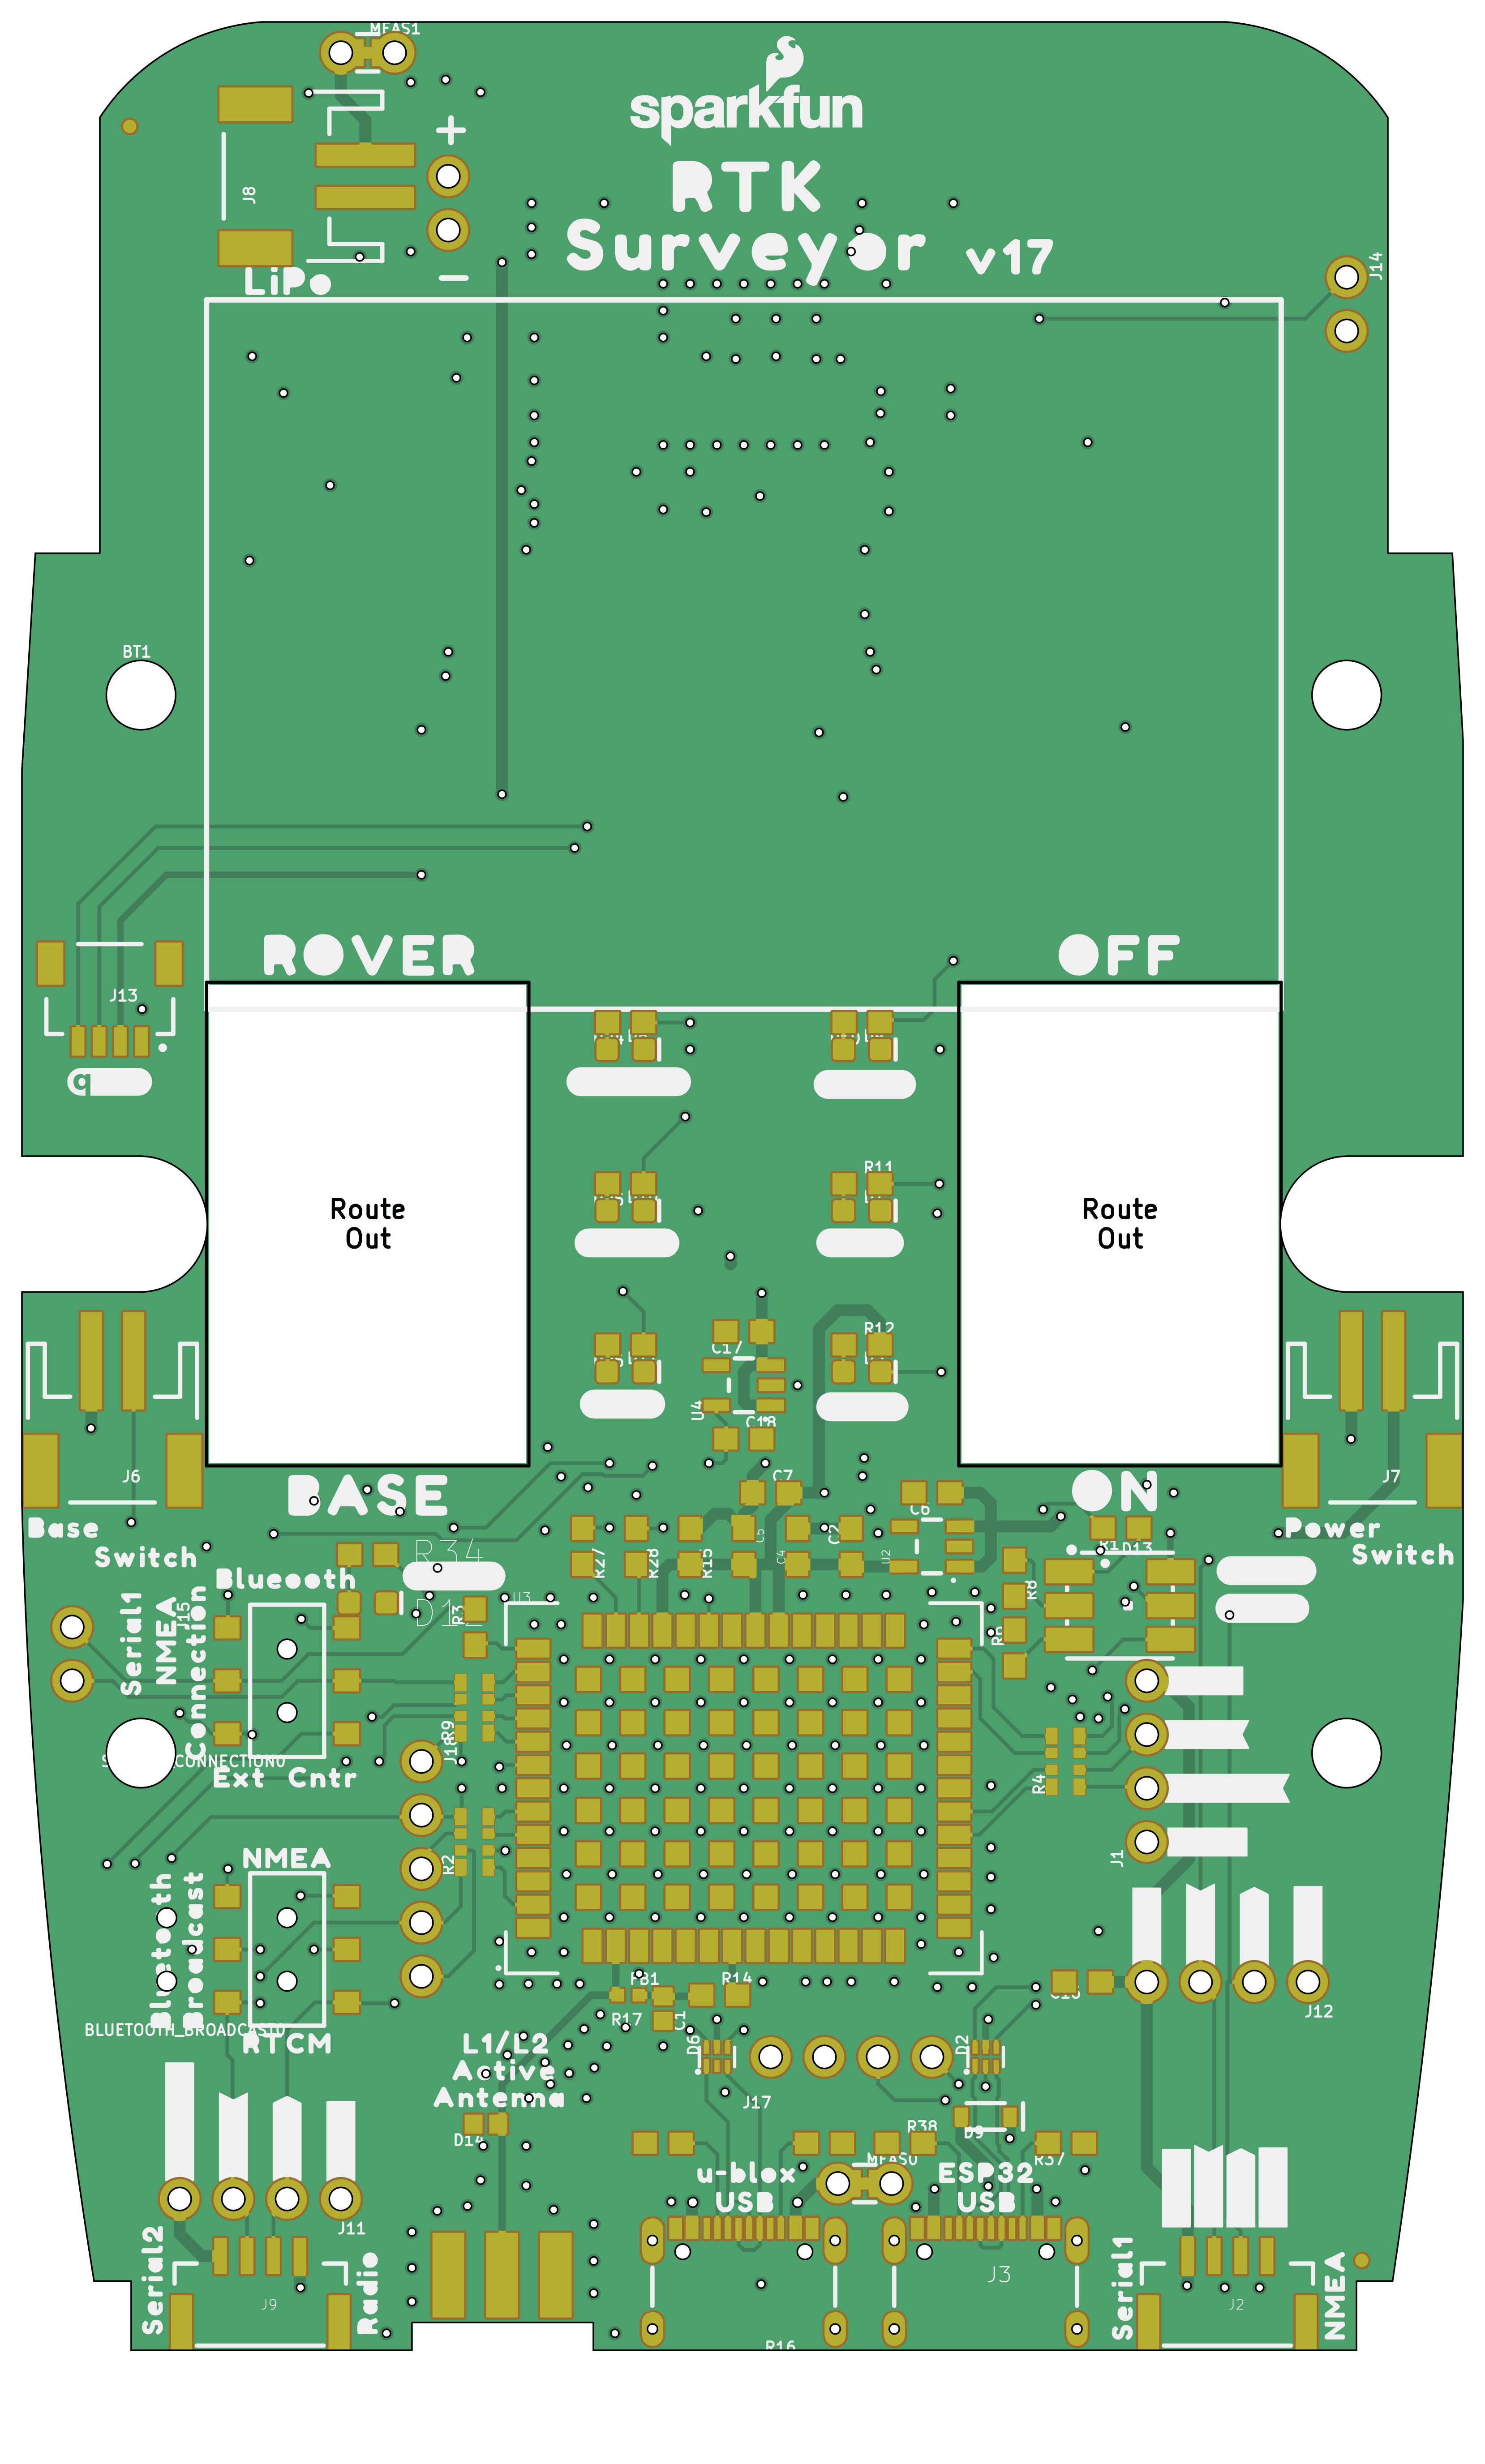 MEAS1
sparkfun
RTK
Surveyor v17
+
−
J8
LiPo
J14
BT1
ROVER
OFF
J13
q
R11
Route
Out
Route
Out
R12
C17
U4
C18
J6
J7
BASE
ON
C7
C6
Base
Switch
Power
Switch
R34
D12
Bluetooth
R27
R28
R15
C5
C4
C2
U2
U3
R3
R8
D13
J15
Serial1
NMEA
Connection
R9
J18
R4
Ext Cntr
NMEA
R2
J1
Bluetooth
Broadcast
BLUETOOTH_BROADCAST0
RTCM
FB1
R14
R17
C1
J12
L1/L2
Active
Antenna
D6
D2
J17
D14
R38
D9
MEAS0
R37
u-blox
USB
ESP32
USB
J11
J3
Serial2
J9
Radio
Serial1
J2
NMEA
R16